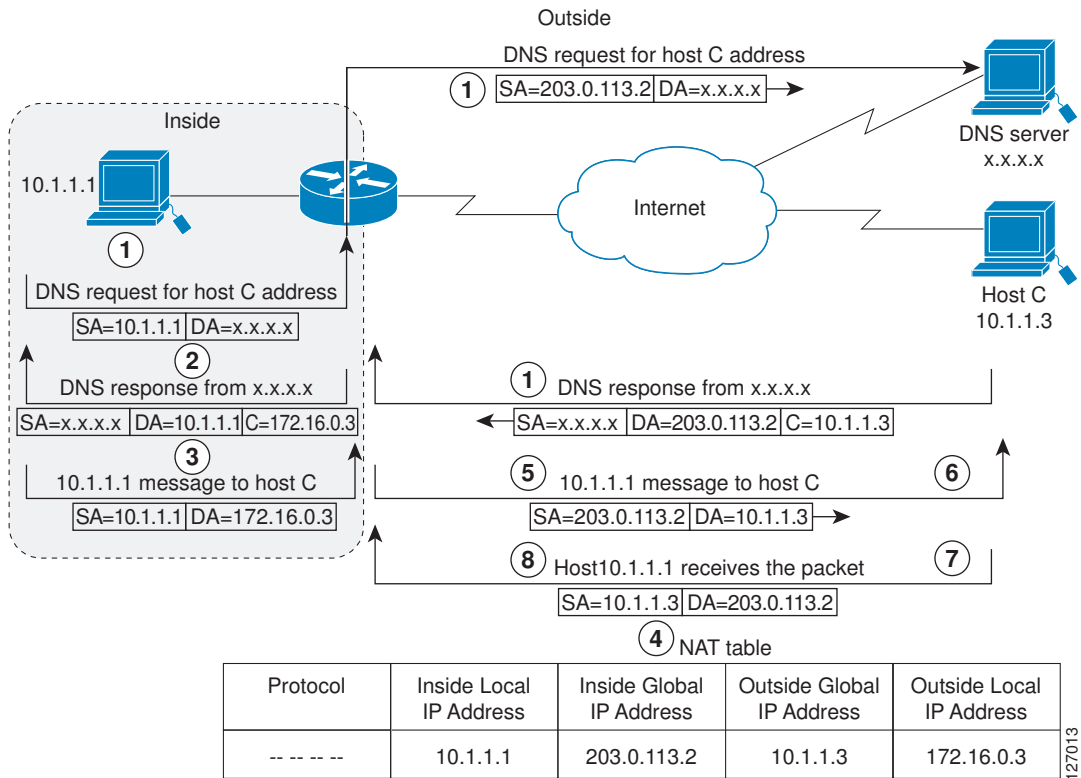 Outside
DNS request for host C address
1 SA=203.0.113.2 DA=x.x.x.x
Inside
DNS server
x.x.x.x
10.1.1.1
Internet
1
DNS request for host C address
Host C
10.1.1.3
SA=10.1.1.1 DA=x.x.x.x
2
DNS response from x.x.x.x
1 DNS response from x.x.x.x
SA=x.x.x.x DA=10.1.1.1 C=172.16.0.3
SA=x.x.x.x DA=203.0.113.2 C=10.1.1.3
3
10.1.1.1 message to host C
5 10.1.1.1 message to host C 6
SA=10.1.1.1 DA=172.16.0.3
SA=203.0.113.2 DA=10.1.1.3
8 Host10.1.1.1 receives the packet 7
SA=10.1.1.3 DA=203.0.113.2
4 NAT table
Protocol Inside Local IP Address Inside Global IP Address Outside Global IP Address Outside Local IP Address
-- -- -- -- 10.1.1.1 203.0.113.2 10.1.1.3 172.16.0.3
127013